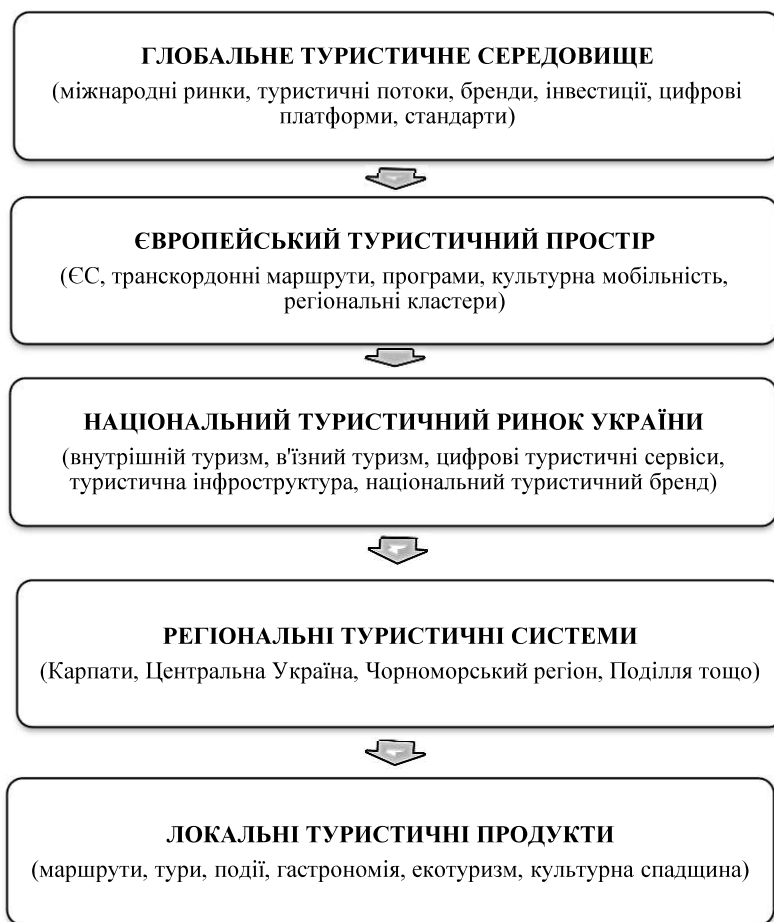 ГЛОБАЛЬНЕ ТУРИСТИЧНЕ СЕРЕДОВИЩЕ
(міжнародні ринки, туристичні потоки, бренди, інвестиції, цифрові
платформи, стандарти)
ЄВРОПЕЙСЬКИЙ ТУРИСТИЧНИЙ ПРОСТІР
(ЄС, транскордонні маршрути, програми, культурна мобільність,
регіональні кластери)
НАЦІОНАЛЬНИЙ ТУРИСТИЧНИЙ РИНОК УКРАЇНИ
(внутрішній туризм, в'їзний туризм, цифрові туристичні сервіси,
туристична інфроструктура, національний туристичний бренд)
РЕГІОНАЛЬНІ ТУРИСТИЧНІ СИСТЕМИ
(Карпати, Центральна Україна, Чорноморський регіон, Поділля тощо)
ЛОКАЛЬНІ ТУРИСТИЧНІ ПРОДУКТИ
(маршрути, тури, події, гастрономія, екотуризм, культурна спадщина)